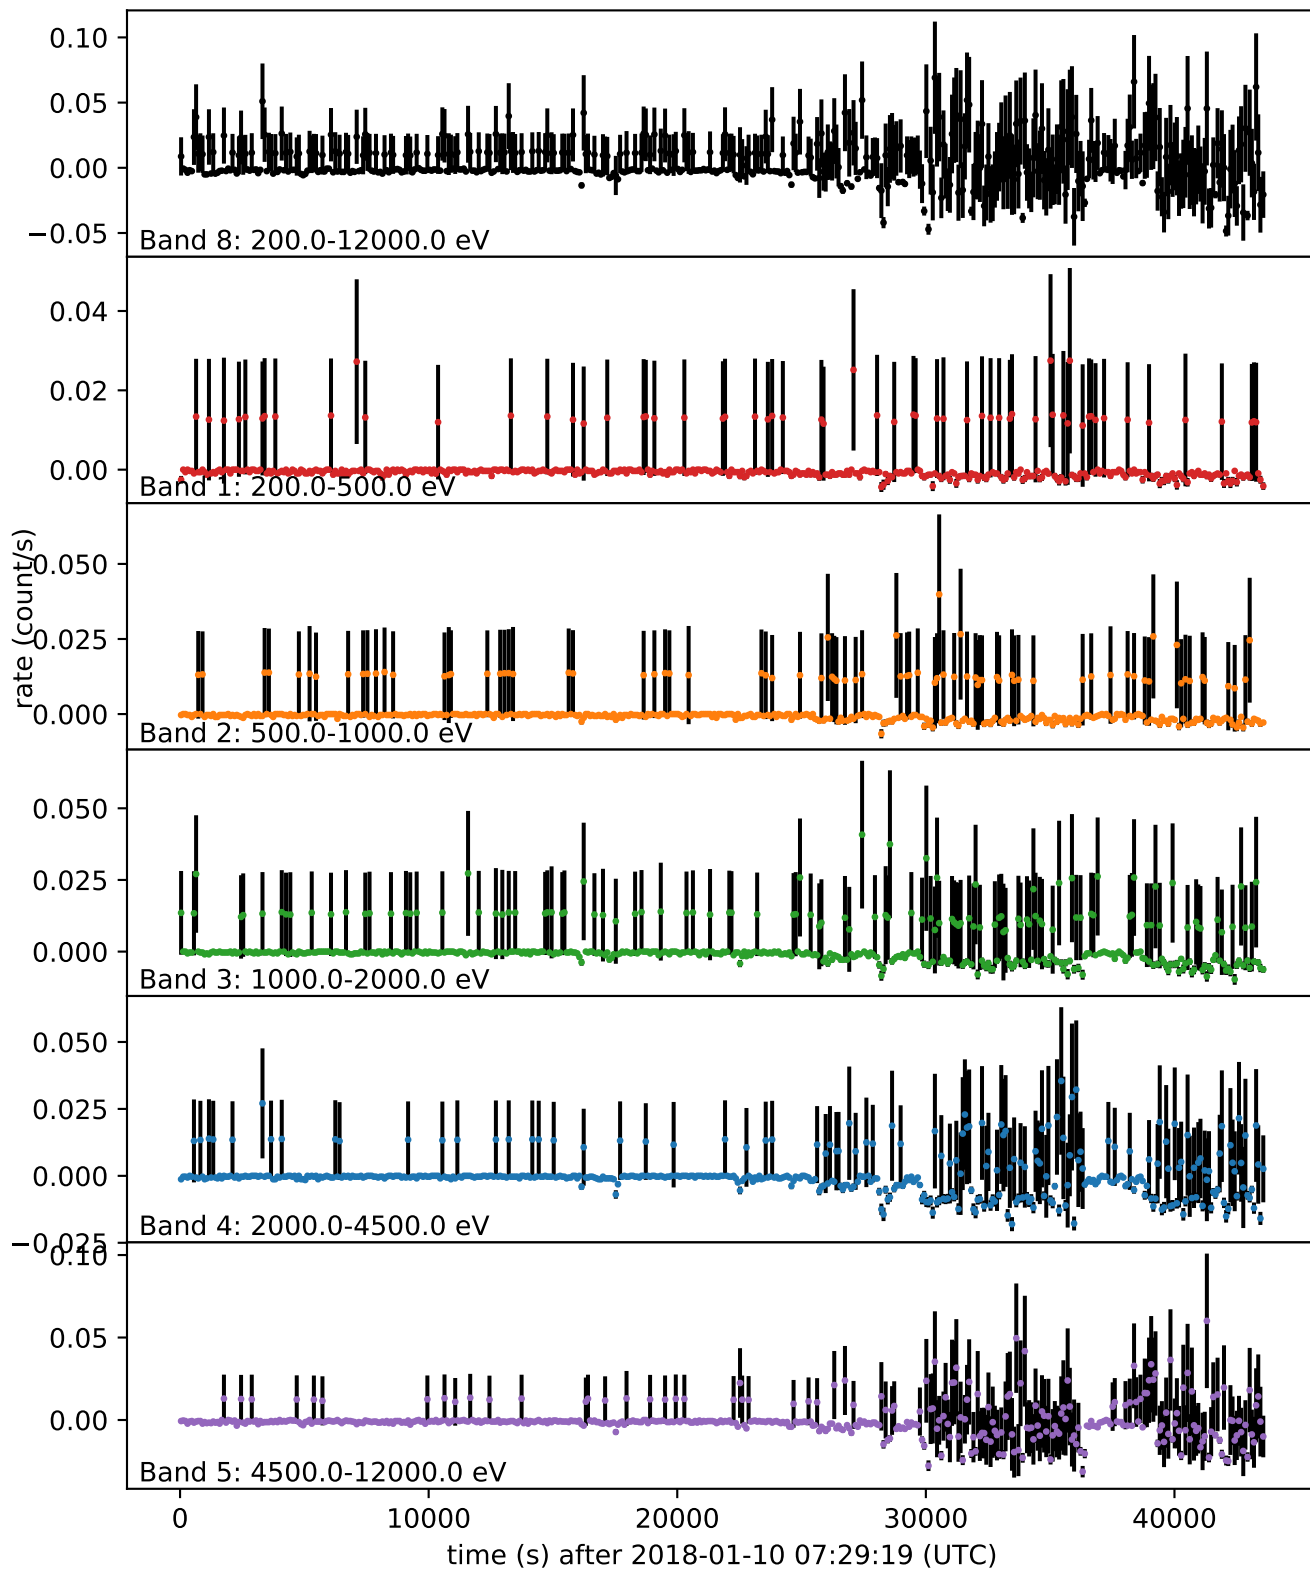 0.10
0.05
0.00
−0.05
Band 8: 200.0-12000.0 eV
0.04
0.02
0.00
Band 1: 200.0-500.0 eV
rate (count/s)
0.050
0.025
0.000
Band 2: 500.0-1000.0 eV
0.050
0.025
0.000
Band 3: 1000.0-2000.0 eV
0.050
0.025
0.000
−0.025
Band 4: 2000.0-4500.0 eV
0.10
0.05
0.00
Band 5: 4500.0-12000.0 eV
0 10000 20000 30000 40000
time (s) after 2018-01-10 07:29:19 (UTC)